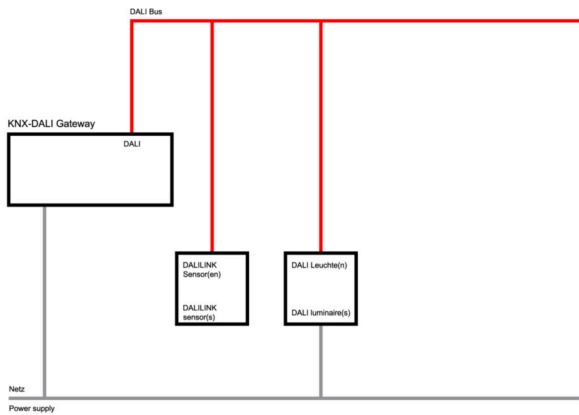 DALI Bus
KNX-DALI Gateway
DALI
DALILINK
Sensor(en)
DALILINK
sensor(s)
DALI Leuchte(n)
DALI luminaire(s)
Netz
Power supply